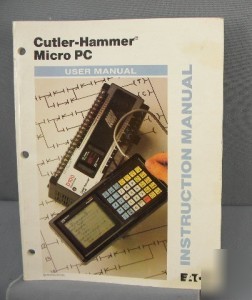 Cutler-Hammer®
Micro PC
USER MANUAL
INSTRUCTION MANUAL
E·T·